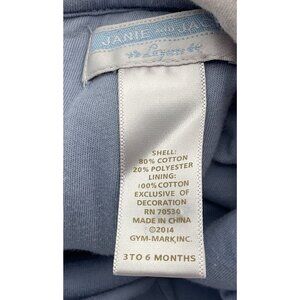 JANIE AND JACK
Layette
SHELL:
80% COTTON
20% POLYESTER
LINING:
100% COTTON
EXCLUSIVE OF
DECORATION
RN 70530
MADE IN CHINA
©2014
GYM-MARK, INC.
3 TO 6 MONTHS